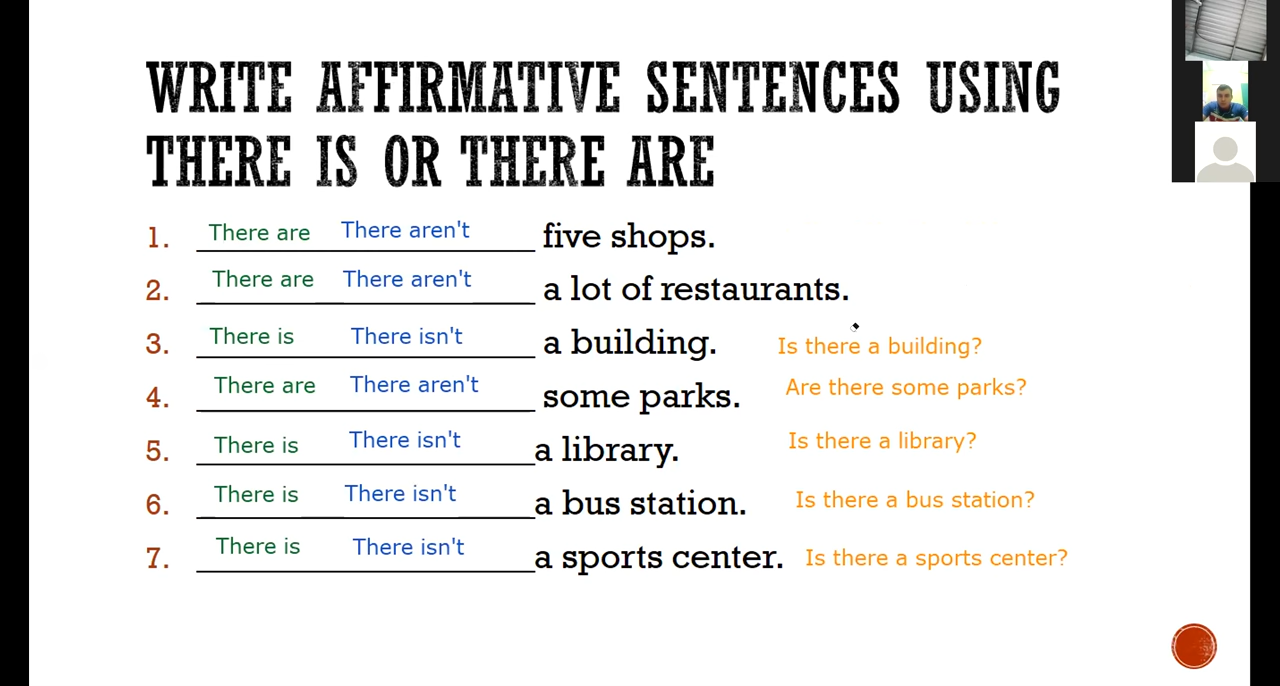 WRITE AFFIRMATIVE SENTENCES USING
THERE IS OR THERE ARE
1. There are There aren't five shops.
2. There are There aren't a lot of restaurants.
3. There is There isn't a building. Is there a building?
4. There are There aren't some parks. Are there some parks?
5. There is There isn't a library. Is there a library?
6. There is There isn't a bus station. Is there a bus station?
7. There is There isn't a sports center. Is there a sports center?